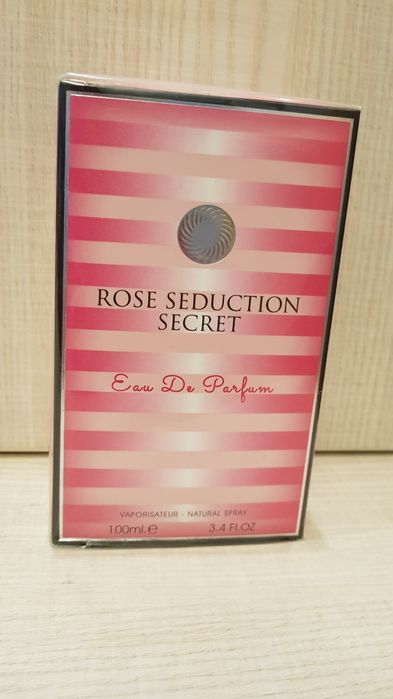 ROSE SEDUCTION
SECRET
Eau De Parfum
VAPORISATEUR - NATURAL SPRAY
100ml.℮ 3.4 Fl.OZ